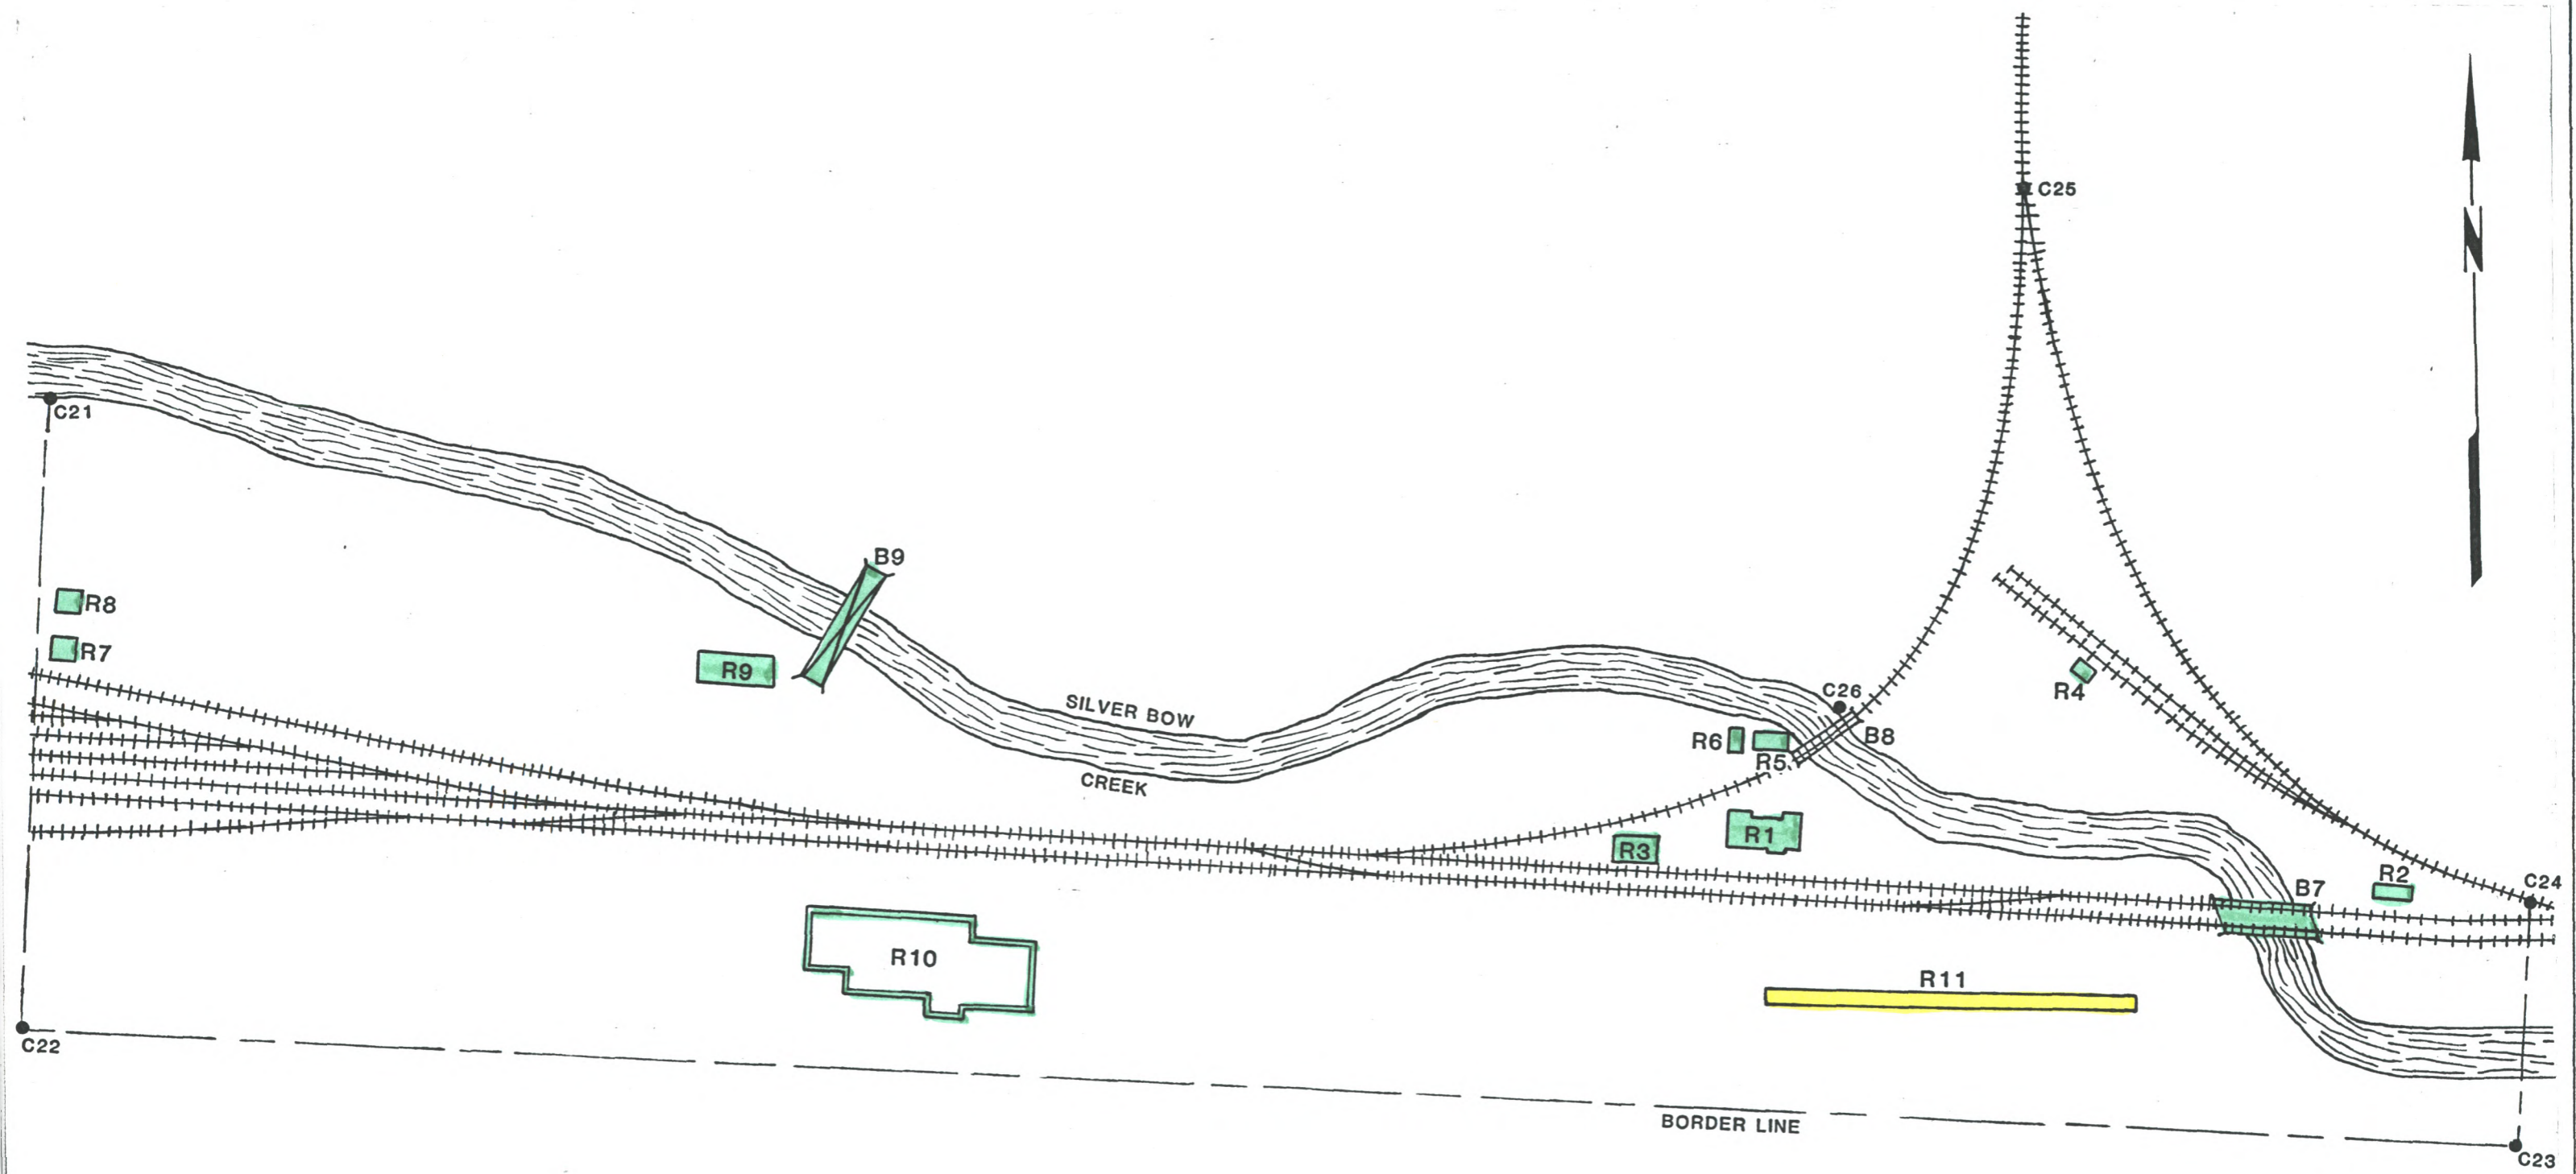 C25
N
C21
B9
R8
R7
R9
SILVER BOW
CREEK
C26
R4
R6
R5
B8
R1
R3
R2
C24
B7
R10
R11
C22
BORDER LINE
C23